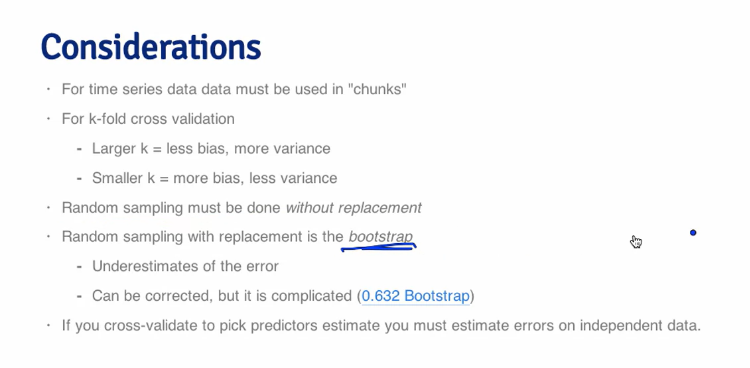 Considerations
· For time series data data must be used in "chunks"
· For k-fold cross validation
- Larger k = less bias, more variance
- Smaller k = more bias, less variance
· Random sampling must be done without replacement
· Random sampling with replacement is the bootstrap
- Underestimates of the error
- Can be corrected, but it is complicated (0.632 Bootstrap)
· If you cross-validate to pick predictors estimate you must estimate errors on independent data.